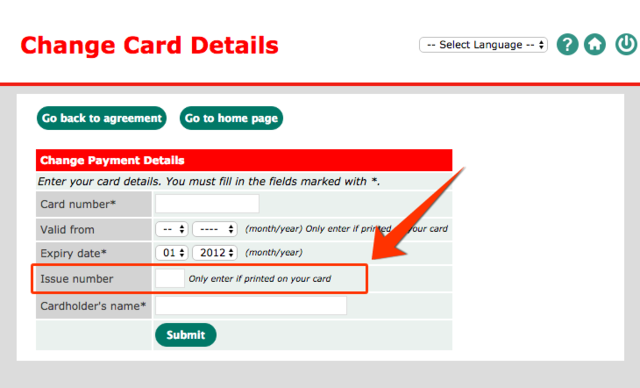 Change Card Details
-- Select Language --
?
Go back to agreement
Go to home page
Change Payment Details
Enter your card details. You must fill in the fields marked with *.
Card number*
Valid from -- ---- (month/year) Only enter if printed on your card
Expiry date* 01 2012 (month/year)
Issue number Only enter if printed on your card
Cardholder's name*
Submit